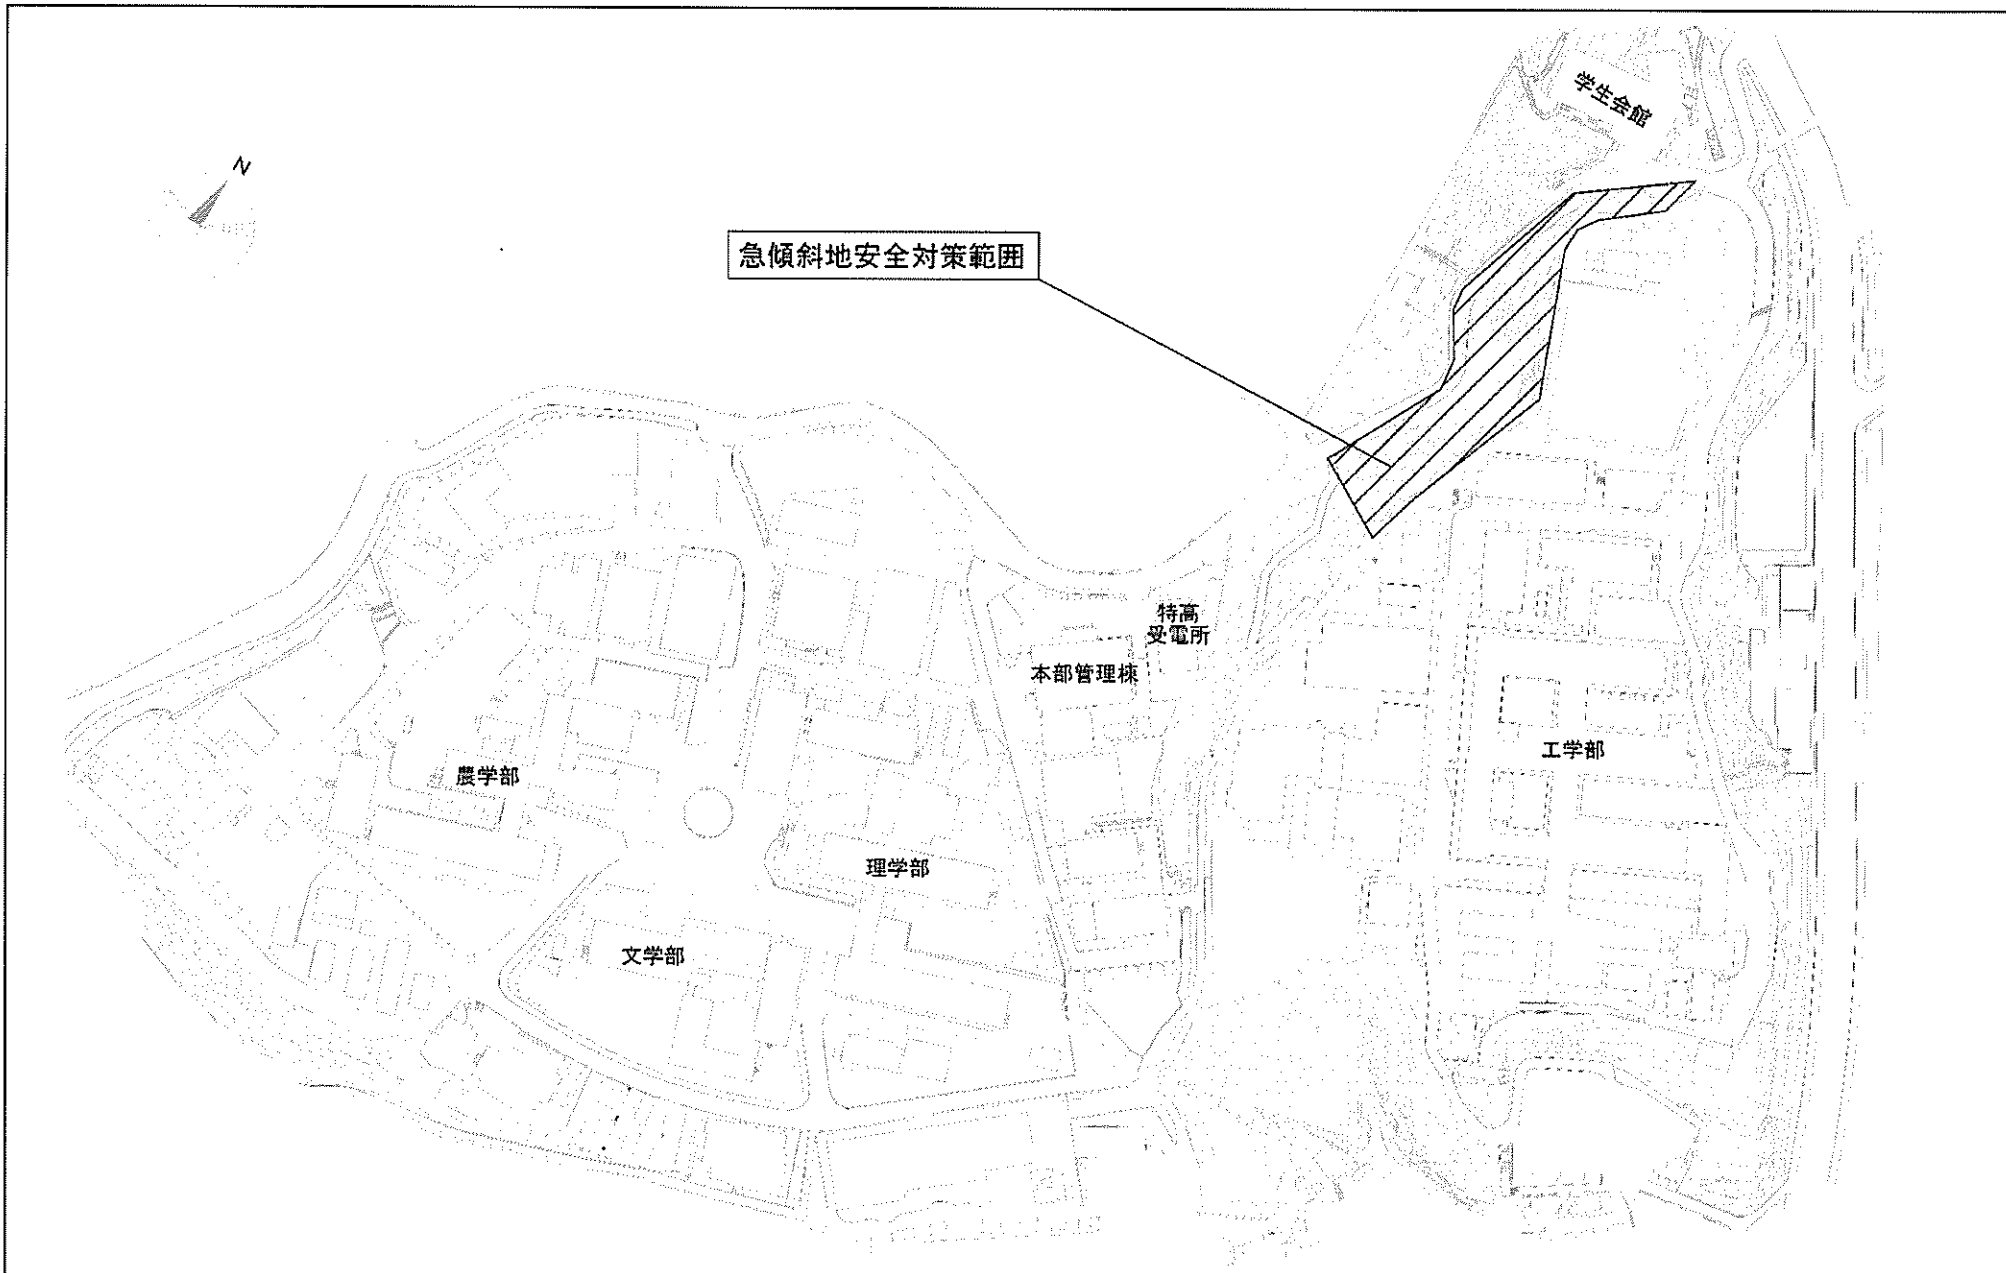 学生会館
N
急傾斜地安全対策範囲
特高
受電所
本部管理棟
工学部
農学部
理学部
文学部